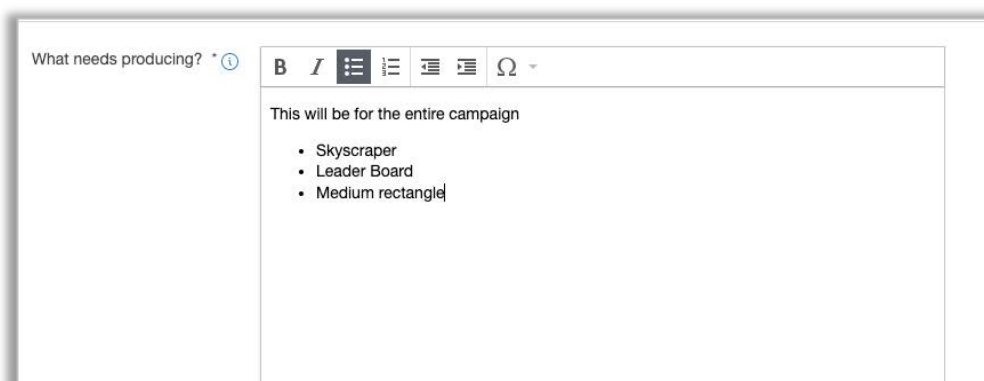 What needs producing? *
B I Ω
This will be for the entire campaign
• Skyscraper
• Leader Board
• Medium rectangle